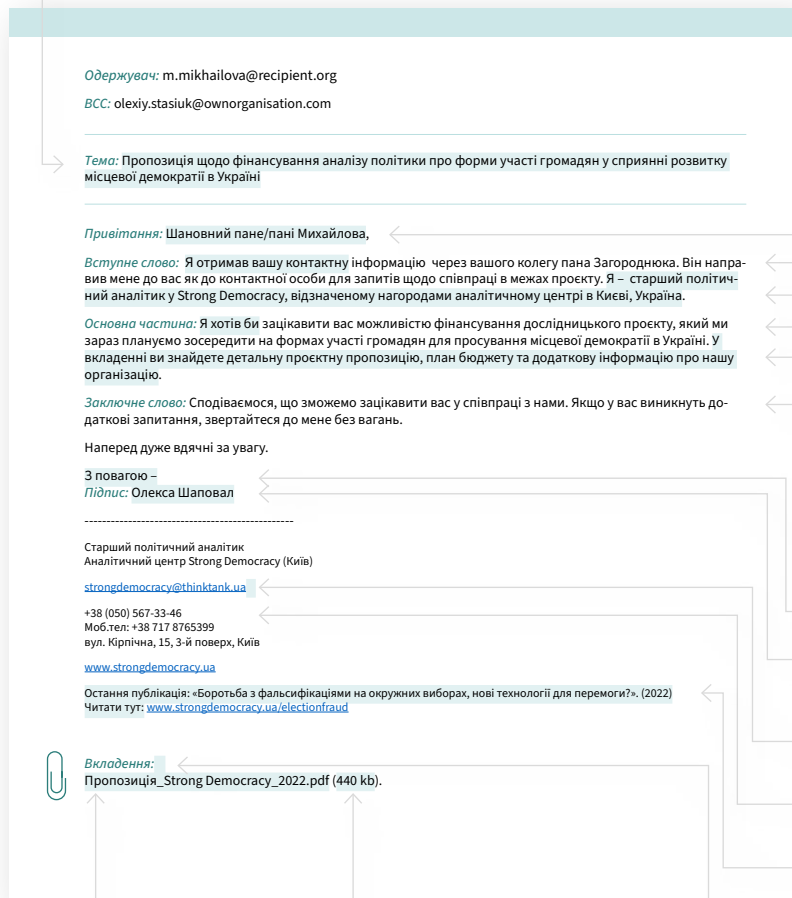 Одержувач: m.mikhailova@recipient.org
BCC: olexiy.stasiuk@ownorganisation.com
Тема: Пропозиція щодо фінансування аналізу політики про форми участі громадян у сприянні розвитку
місцевої демократії в Україні
Привітання: Шановний пане/пані Михайлова,
Вступне слово: Я отримав вашу контактну інформацію через вашого колегу пана Загороднюка. Він напра-
вив мене до вас як до контактної особи для запитів щодо співпраці в межах проєкту. Я – старший політич-
ний аналітик у Strong Democracy, відзначеному нагородами аналітичному центрі в Києві, Україна.
Основна частина: Я хотів би зацікавити вас можливістю фінансування дослідницького проєкту, який ми
зараз плануємо зосередити на формах участі громадян для просування місцевої демократії в Україні. У
вкладенні ви знайдете детальну проєктну пропозицію, план бюджету та додаткову інформацію про нашу
організацію.
Заключне слово: Сподіваємося, що зможемо зацікавити вас у співпраці з нами. Якщо у вас виникнуть до-
даткові запитання, звертайтеся до мене без вагань.
Наперед дуже вдячні за увагу.
З повагою –
Підпис: Олекса Шаповал
------------------------------------------------
Старший політичний аналітик
Аналітичний центр Strong Democracy (Київ)
strongdemocracy@thinktank.ua
+38 (050) 567-33-46
Моб.тел: +38 717 8765399
вул. Кірпічна, 15, 3-й поверх, Київ
www.strongdemocracy.ua
Остання публікація: «Боротьба з фальсифікаціями на окружних виборах, нові технології для перемоги?». (2022)
Читати тут: www.strongdemocracy.ua/electionfraud
Вкладення:
Пропозиція_Strong Democracy_2022.pdf (440 kb).